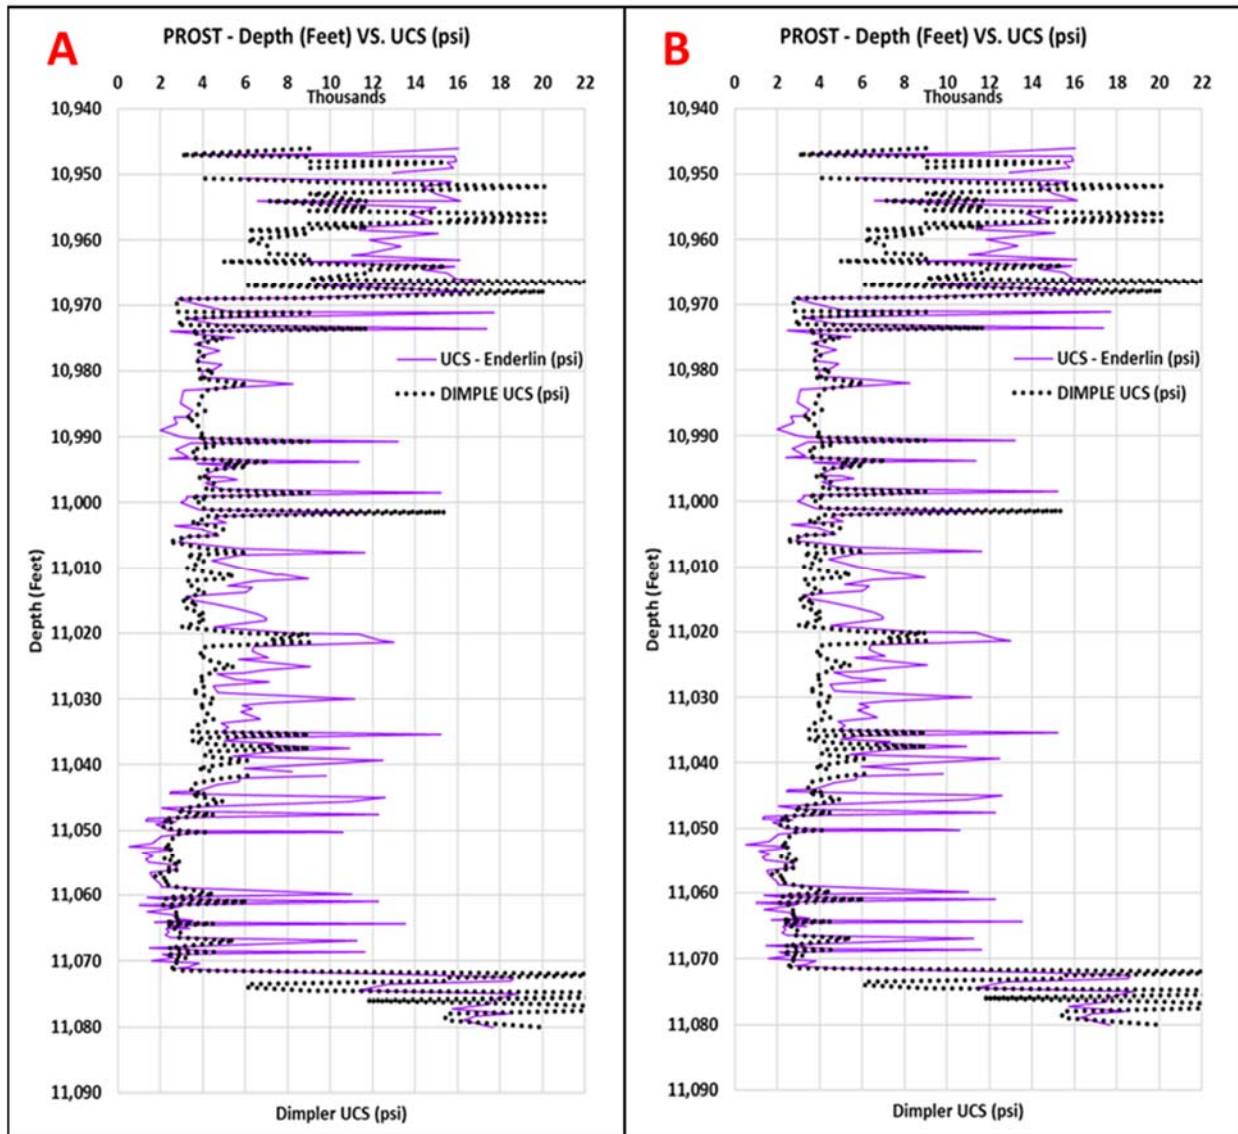 A
PROST - Depth (Feet) VS. UCS (psi)
0 2 4 6 8 10 12 14 16 18 20 22
Thousands
10,940
10,950
10,960
10,970
UCS - Enderlin (psi)
10,980
DIMPLE UCS (psi)
10,990
11,000
11,010
11,020
11,030
11,040
11,050
11,060
11,070
11,080
11,090
Depth (Feet)
Dimpler UCS (psi)
B
PROST - Depth (Feet) VS. UCS (psi)
0 2 4 6 8 10 12 14 16 18 20 22
Thousands
10,940
10,950
10,960
10,970
UCS - Enderlin (psi)
10,980
DIMPLE UCS (psi)
10,990
11,000
11,010
11,020
11,030
11,040
11,050
11,060
11,070
11,080
11,090
Depth (Feet)
Dimpler UCS (psi)